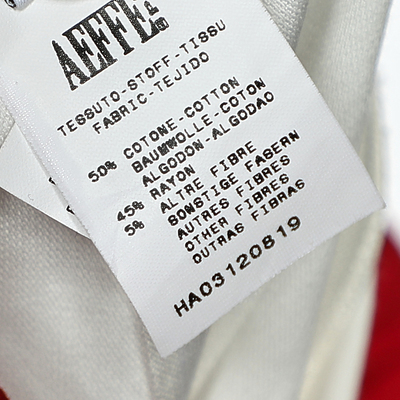 AEFFE SPA
TESSUTO-STOFF-TISSU
FABRIC-TEJIDO
50% COTONE-COTTON
BAUMWOLLE-COTON
ALGODON-ALGODAO
45% RAYON
5% ALTRE FIBRE
SONSTIGE FASERN
AUTRES FIBRES
OTHER FIBRES
OUTRAS FIBRAS
HA03120819